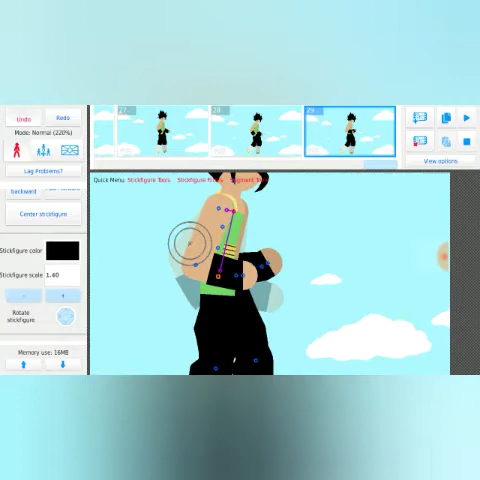 Undo Redo
Mode: Normal (220%)
Lag Problems?
backward
Center stickfigure
Stickfigure color
Stickfigure scale 1.60
- +
Rotate
stickfigure
Memory use: 16MB
27 28 29
View options
Quick Menu: Stickfigure Tools